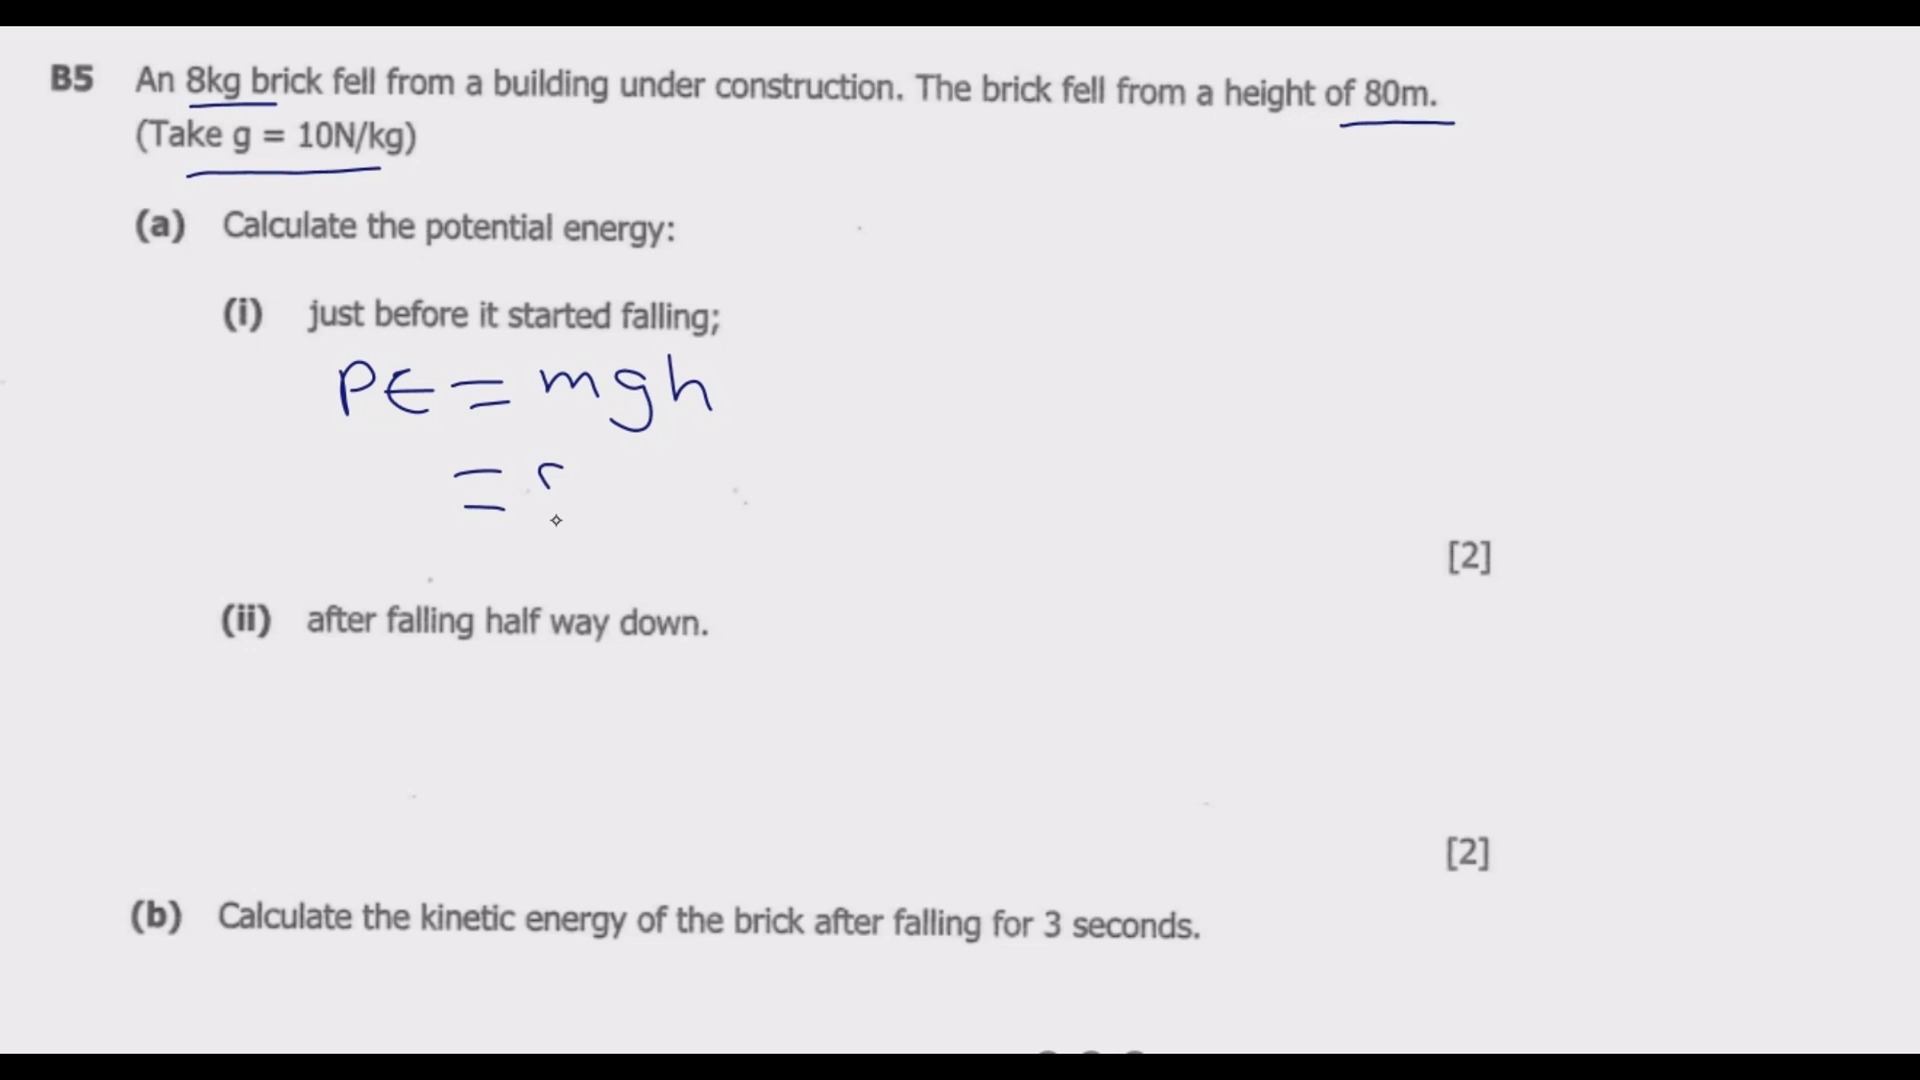 B5 An 8kg brick fell from a building under construction. The brick fell from a height of 80m.
(Take g = 10N/kg)
(a) Calculate the potential energy:
(i) just before it started falling;
PE = mgh
=
[2]
(ii) after falling half way down.
[2]
(b) Calculate the kinetic energy of the brick after falling for 3 seconds.